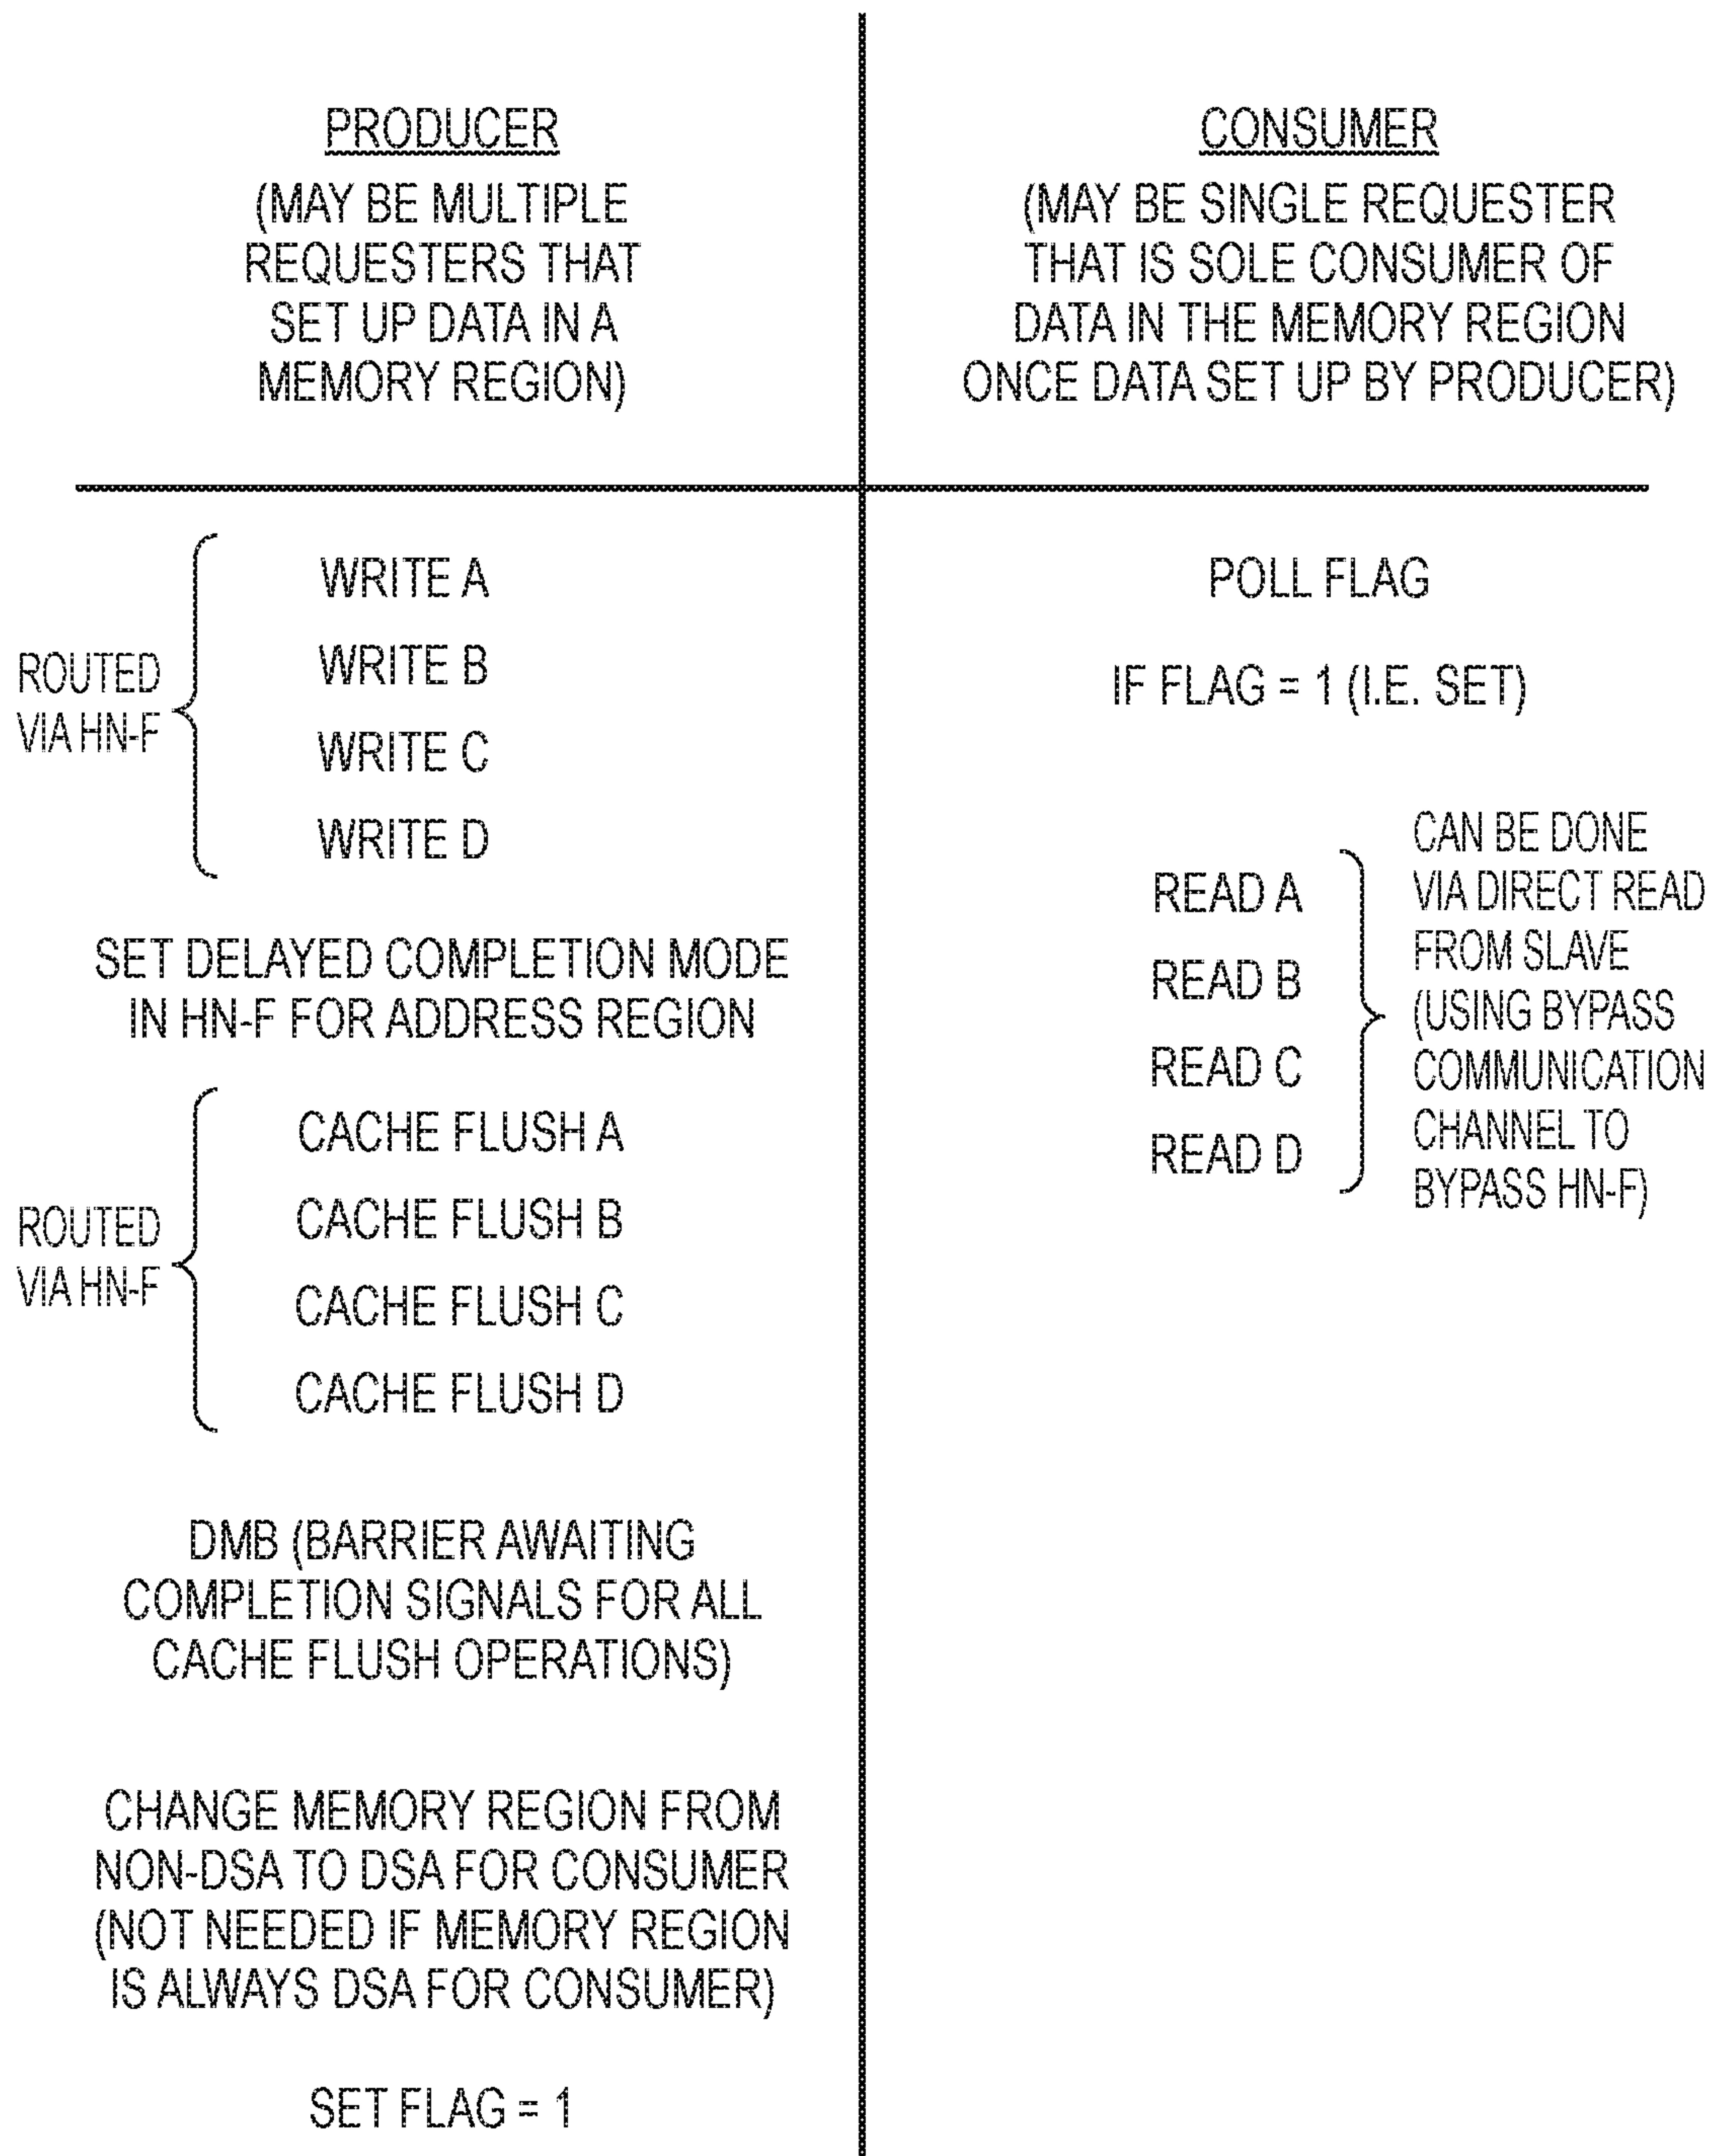 PRODUCER
(MAY BE MULTIPLE
REQUESTERS THAT
SET UP DATA IN A
MEMORY REGION)
ROUTED
VIA HN-F
WRITE A
WRITE B
WRITE C
WRITE D
SET DELAYED COMPLETION MODE
IN HN-F FOR ADDRESS REGION
ROUTED
VIA HN-F
CACHE FLUSH A
CACHE FLUSH B
CACHE FLUSH C
CACHE FLUSH D
DMB (BARRIER AWAITING
COMPLETION SIGNALS FOR ALL
CACHE FLUSH OPERATIONS)
CHANGE MEMORY REGION FROM
NON-DSA TO DSA FOR CONSUMER
(NOT NEEDED IF MEMORY REGION
IS ALWAYS DSA FOR CONSUMER)
SET FLAG = 1
CONSUMER
(MAY BE SINGLE REQUESTER
THAT IS SOLE CONSUMER OF
DATA IN THE MEMORY REGION
ONCE DATA SET UP BY PRODUCER)
POLL FLAG
IF FLAG = 1 (I.E. SET)
READ A
READ B
READ C
READ D
CAN BE DONE
VIA DIRECT READ
FROM SLAVE
(USING BYPASS
COMMUNICATION
CHANNEL TO
BYPASS HN-F)